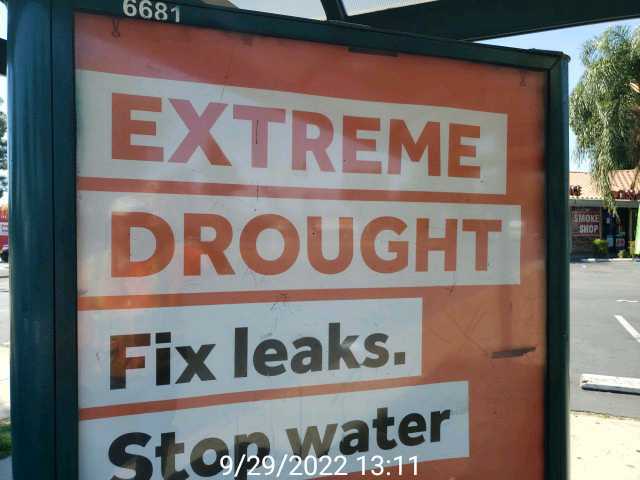 6681
EXTREME
DROUGHT
Fix leaks.
Stop water
SMOKE
SHOP
9/29/2022 13:11